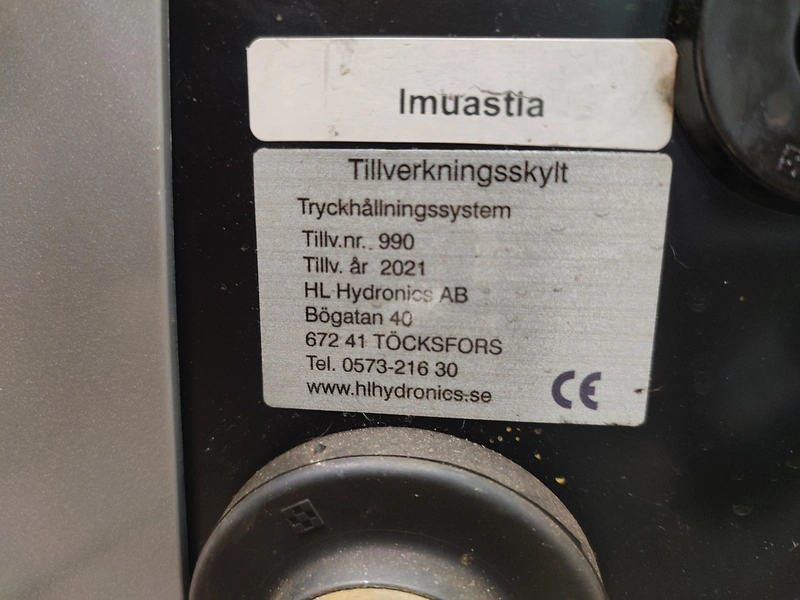 Imuastia
Tillverkningsskylt
Tryckhållningssystem
Tillv.nr.. 990
Tillv. år 2021
HL Hydronics AB
Bögatan 40
672 41 TÖCKSFORS
Tel. 0573-216 30
www.hlhydronics.se
CE